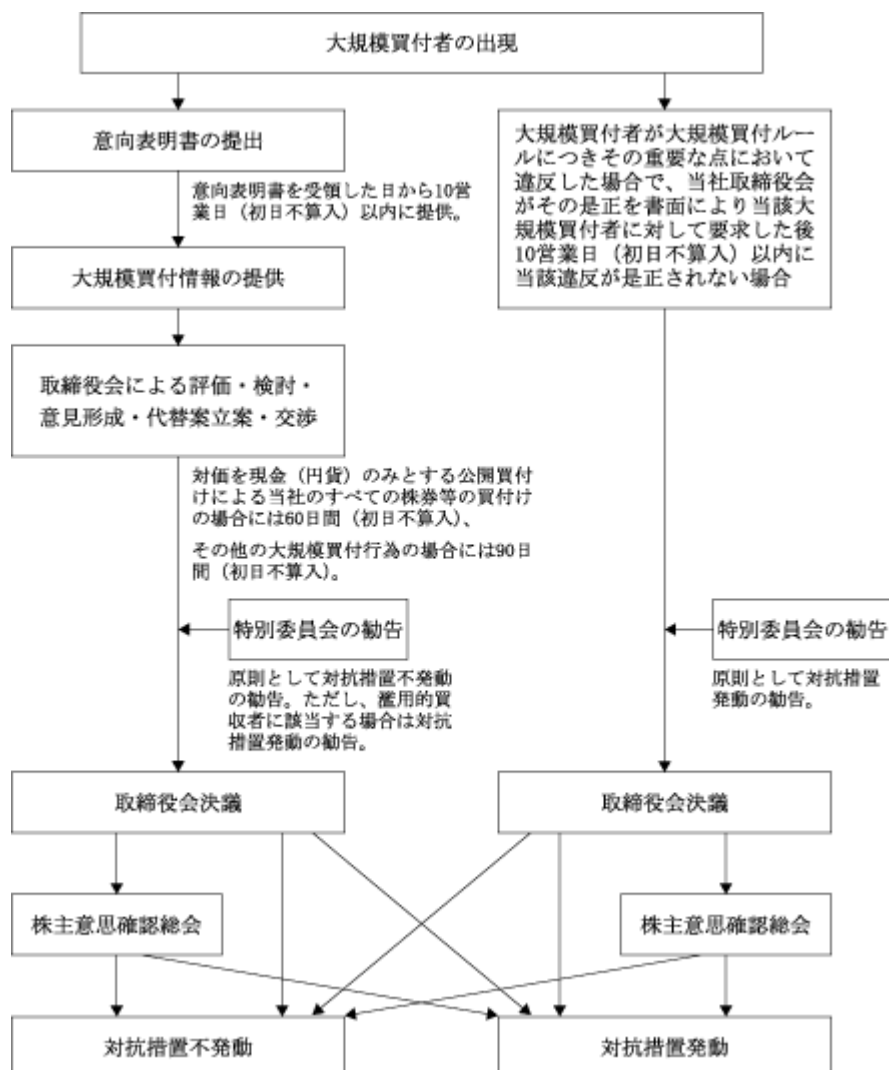 大規模買付者の出現
意向表明書の提出
意向表明書を受領した日から10営
業日（初日不算入）以内に提供。
大規模買付情報の提供
取締役会による評価・検討・
意見形成・代替案立案・交渉
対価を現金（円貨）のみとする公開買付
けによる当社のすべての株券等の買付け
の場合には60日間（初日不算入）、
その他の大規模買付行為の場合には90日
間（初日不算入）。
特別委員会の勧告
原則として対抗措置不発動
の勧告。ただし、濫用的買
収者に該当する場合は対抗
措置発動の勧告。
取締役会決議
株主意思確認総会
対抗措置不発動
大規模買付者が大規模買付ルー
ルにつきその重要な点において
違反した場合で、当社取締役会
がその是正を書面により当該大
規模買付者に対して要求した後
10営業日（初日不算入）以内に
当該違反が是正されない場合
特別委員会の勧告
原則として対抗措置
発動の勧告。
取締役会決議
株主意思確認総会
対抗措置発動